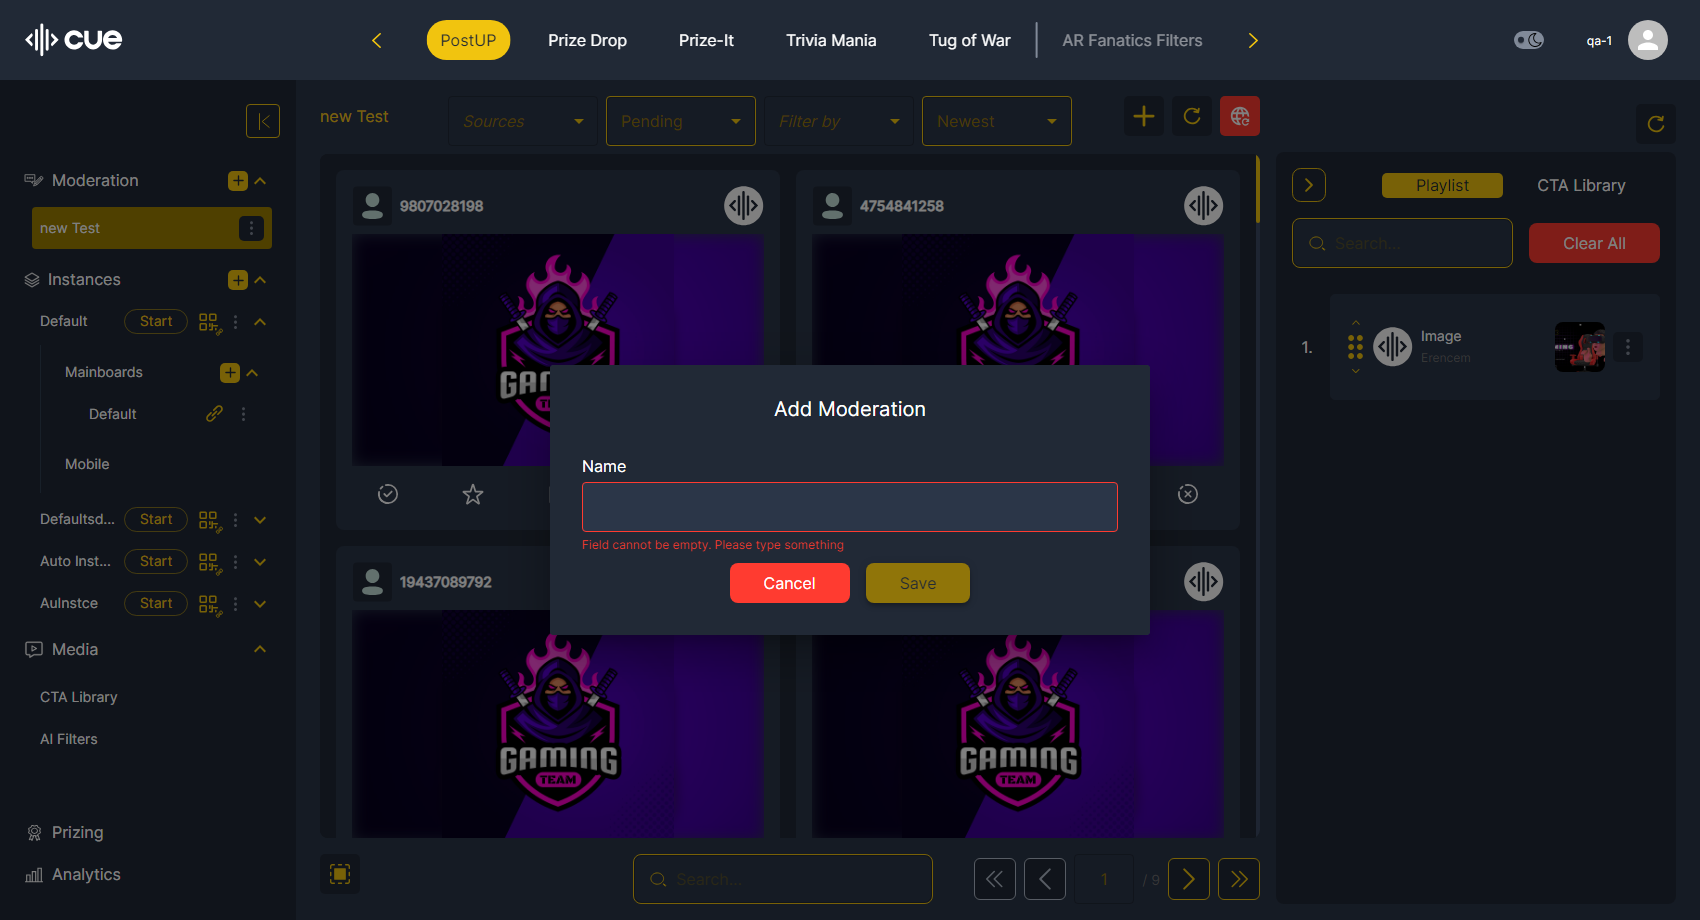 cue
PostUP
Prize Drop
Prize-It
Trivia Mania
Tug of War
AR Fanatics Filters
qa-1
Moderation
new Test
Instances
Default
Start
Mainboards
Default
Mobile
Defaultsd...
Start
Auto Inst...
Start
AuInstce
Start
Media
CTA Library
AI Filters
Prizing
Analytics
new Test
Sources
Pending
Filter by
Newest
9807028198
4754841258
19437089792
GAMING
TEAM
GAMING
TEAM
Add Moderation
Name
Field cannot be empty. Please type something
Cancel
Save
Search...
1
/ 9
Playlist
CTA Library
Search...
Clear All
1.
Image
Erencem